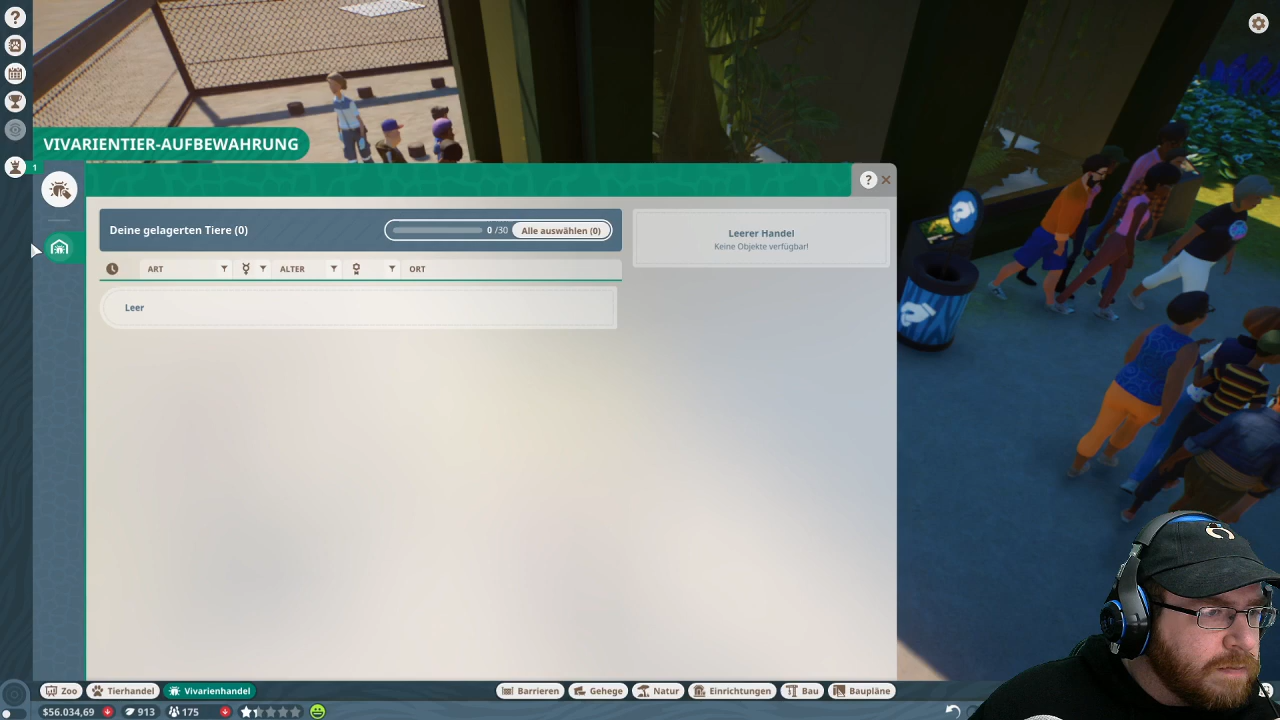 VIVARIENTIER-AUFBEWAHRUNG
1
?
Deine gelagerten Tiere (0)
0 /30
Alle auswählen (0)
Leerer Handel
Keine Objekte verfügbar!
ART
ALTER
ORT
Leer
Zoo
Tierhandel
Vivarienhandel
Barrieren
Gehege
Natur
Einrichtungen
Bau
Baupläne
$56.034,69
913
175